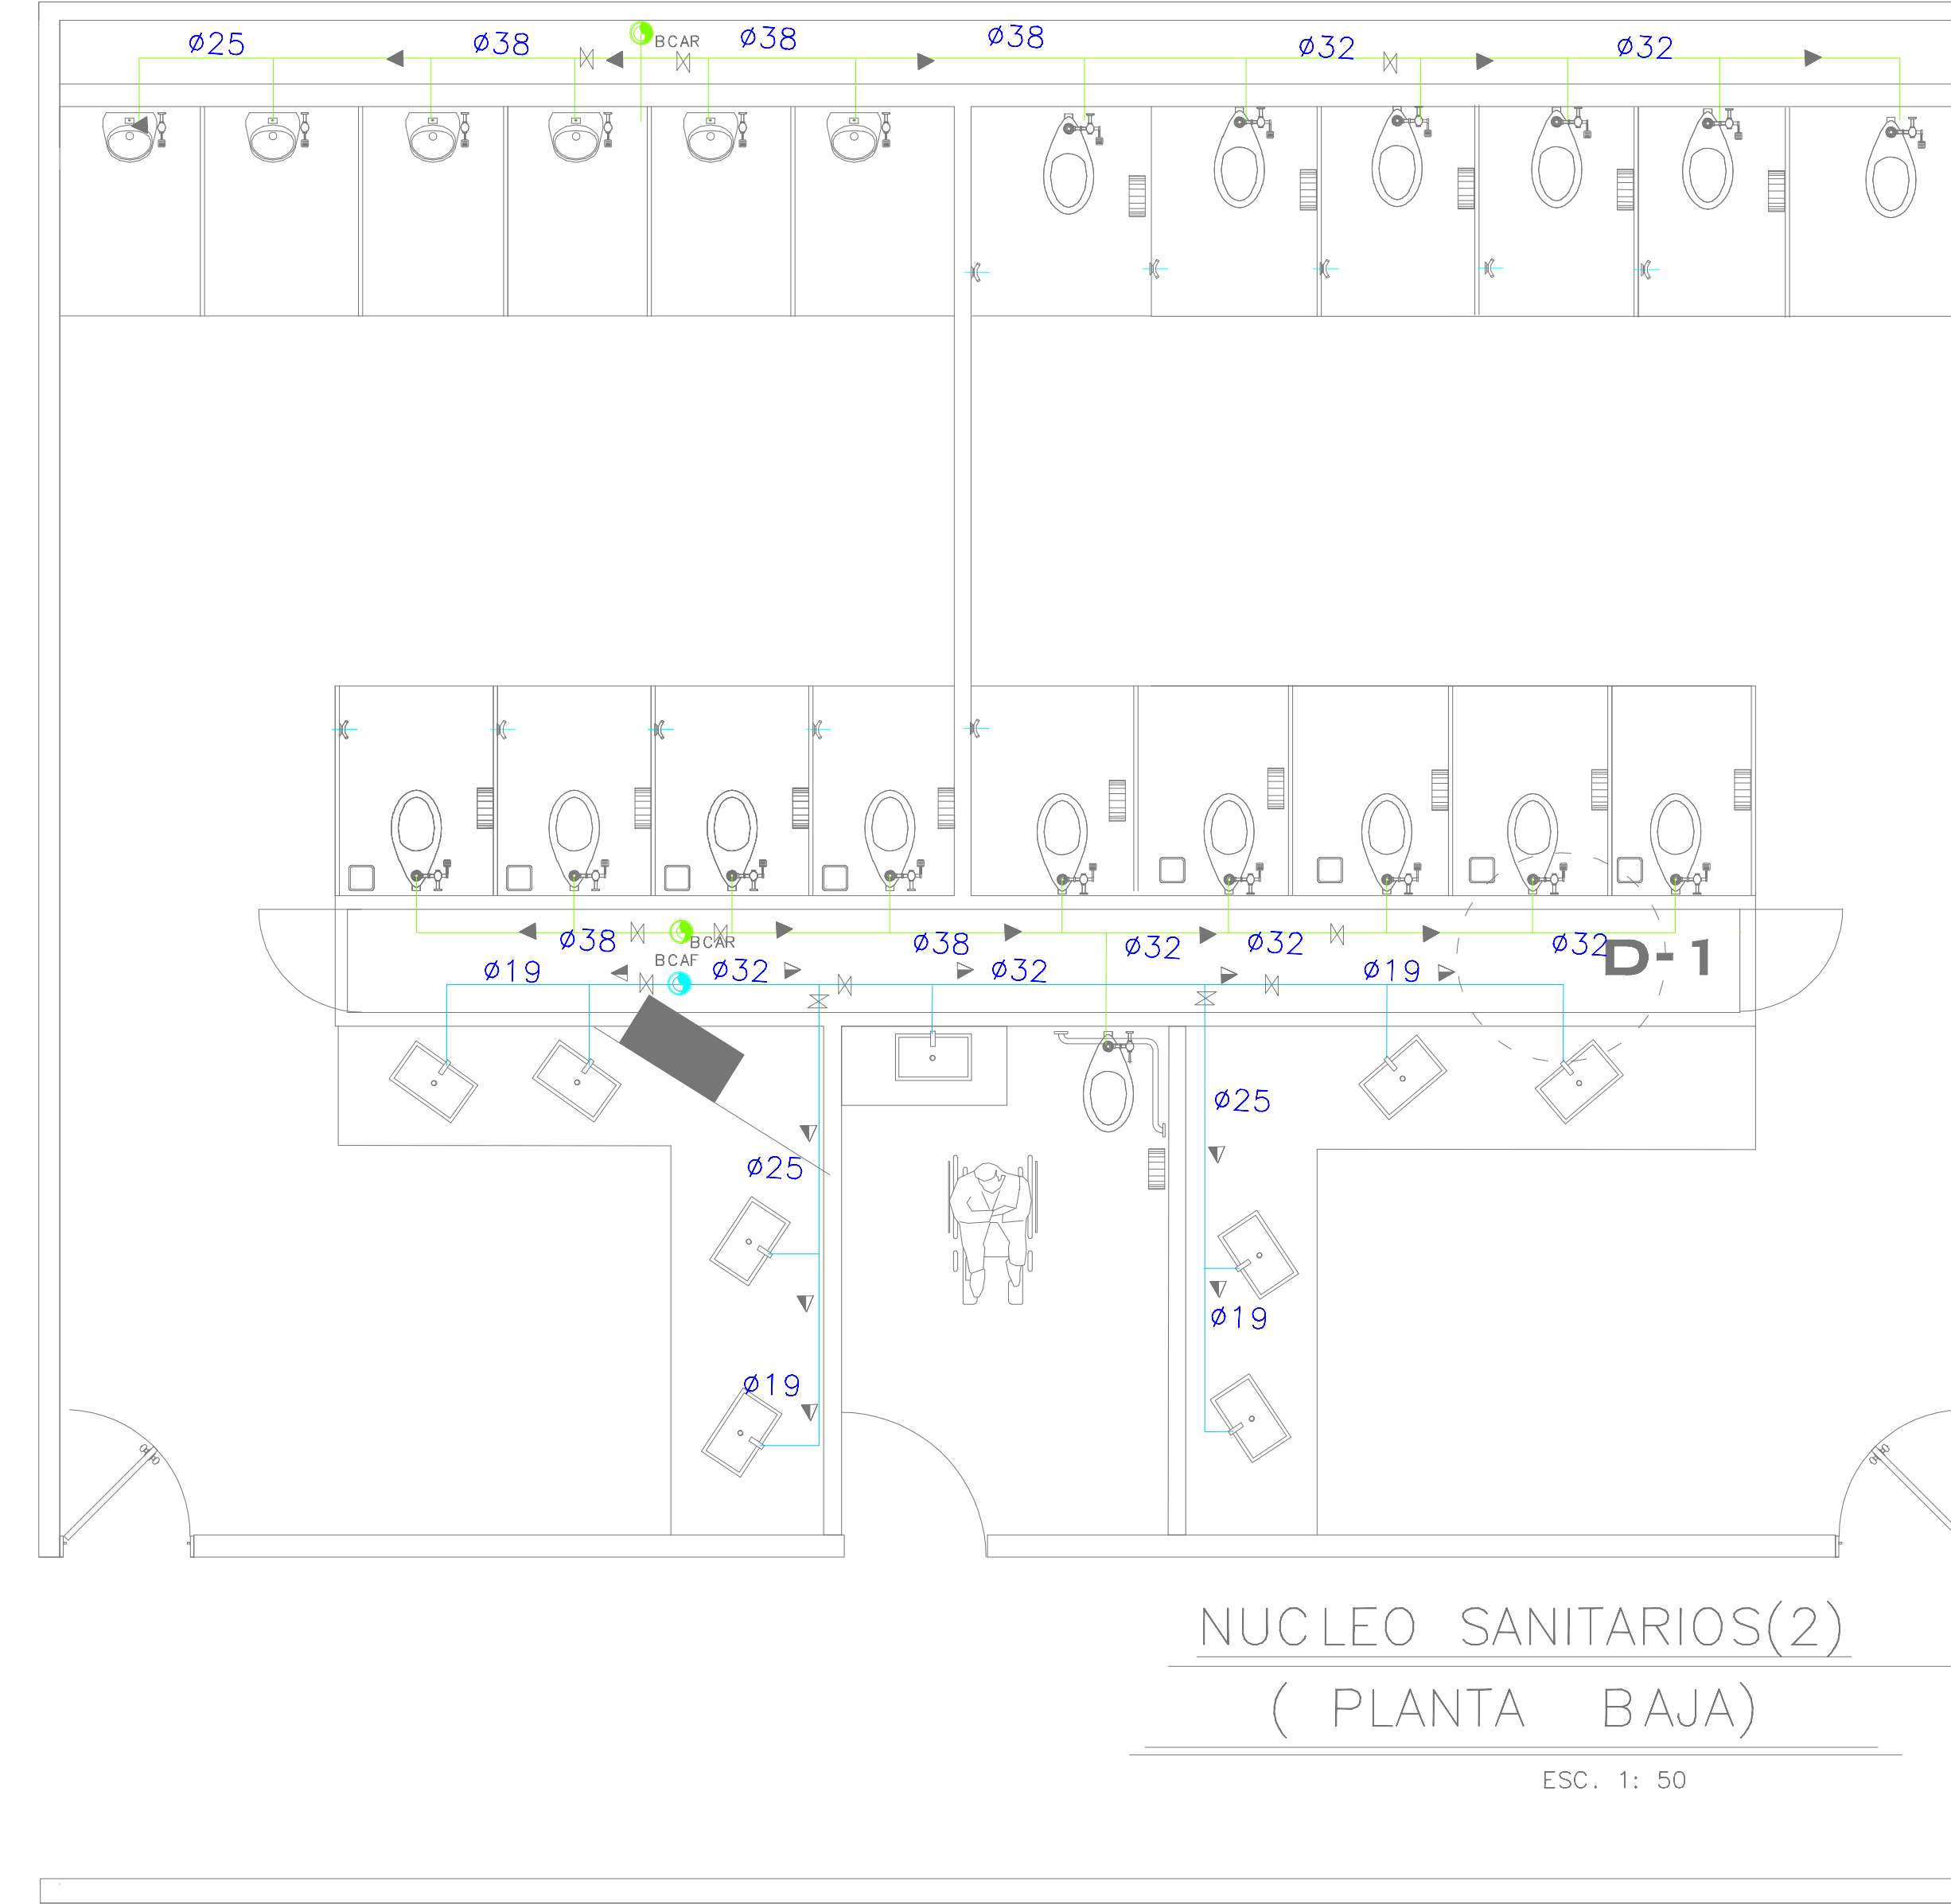 ø25
ø38
BCAR
ø38
ø38
ø32
ø32
ø38
BCAR
ø38
ø32
ø32
ø32
D-1
BCAF
ø19
ø32
ø32
ø19
ø25
ø25
ø19
ø19
NUCLEO SANITARIOS(2)
( PLANTA BAJA)
ESC. 1: 50